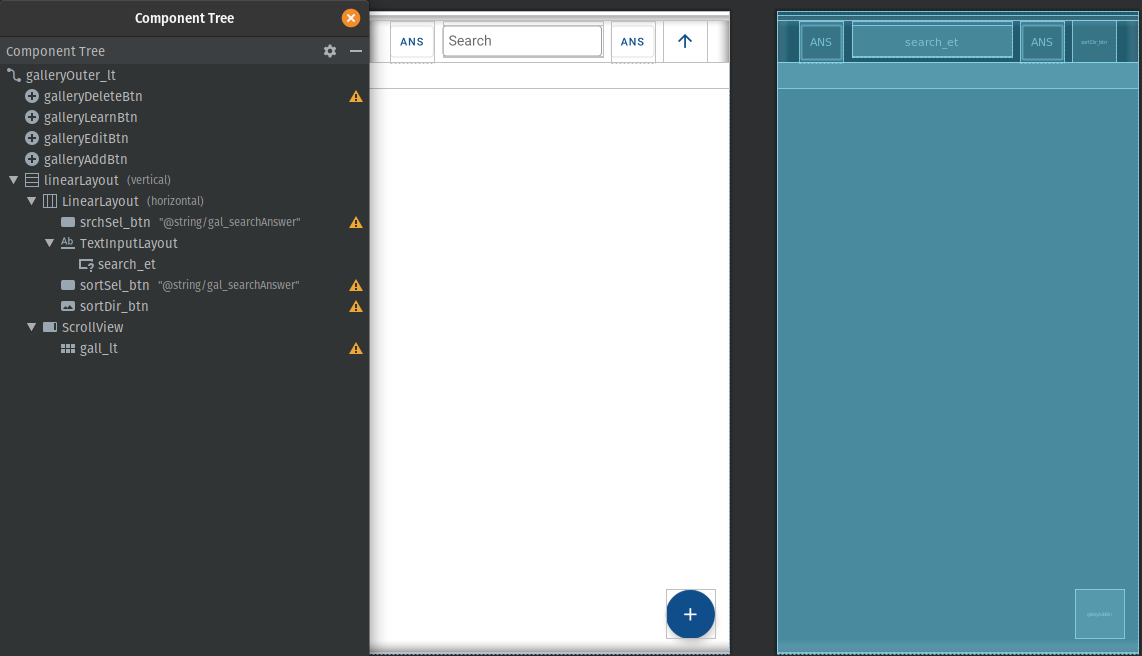 Component Tree
Component Tree
galleryOuter_lt
galleryDeleteBtn
galleryLearnBtn
galleryEditBtn
galleryAddBtn
linearLayout (vertical)
LinearLayout (horizontal)
srchSel_btn "@string/gal_searchAnswer"
Ab TextInputLayout
search_et
sortSel_btn "@string/gal_searchAnswer"
sortDir_btn
ScrollView
gall_lt
ANS Search ANS
ANS search_et ANS sortDir_btn
galleryAddBtn